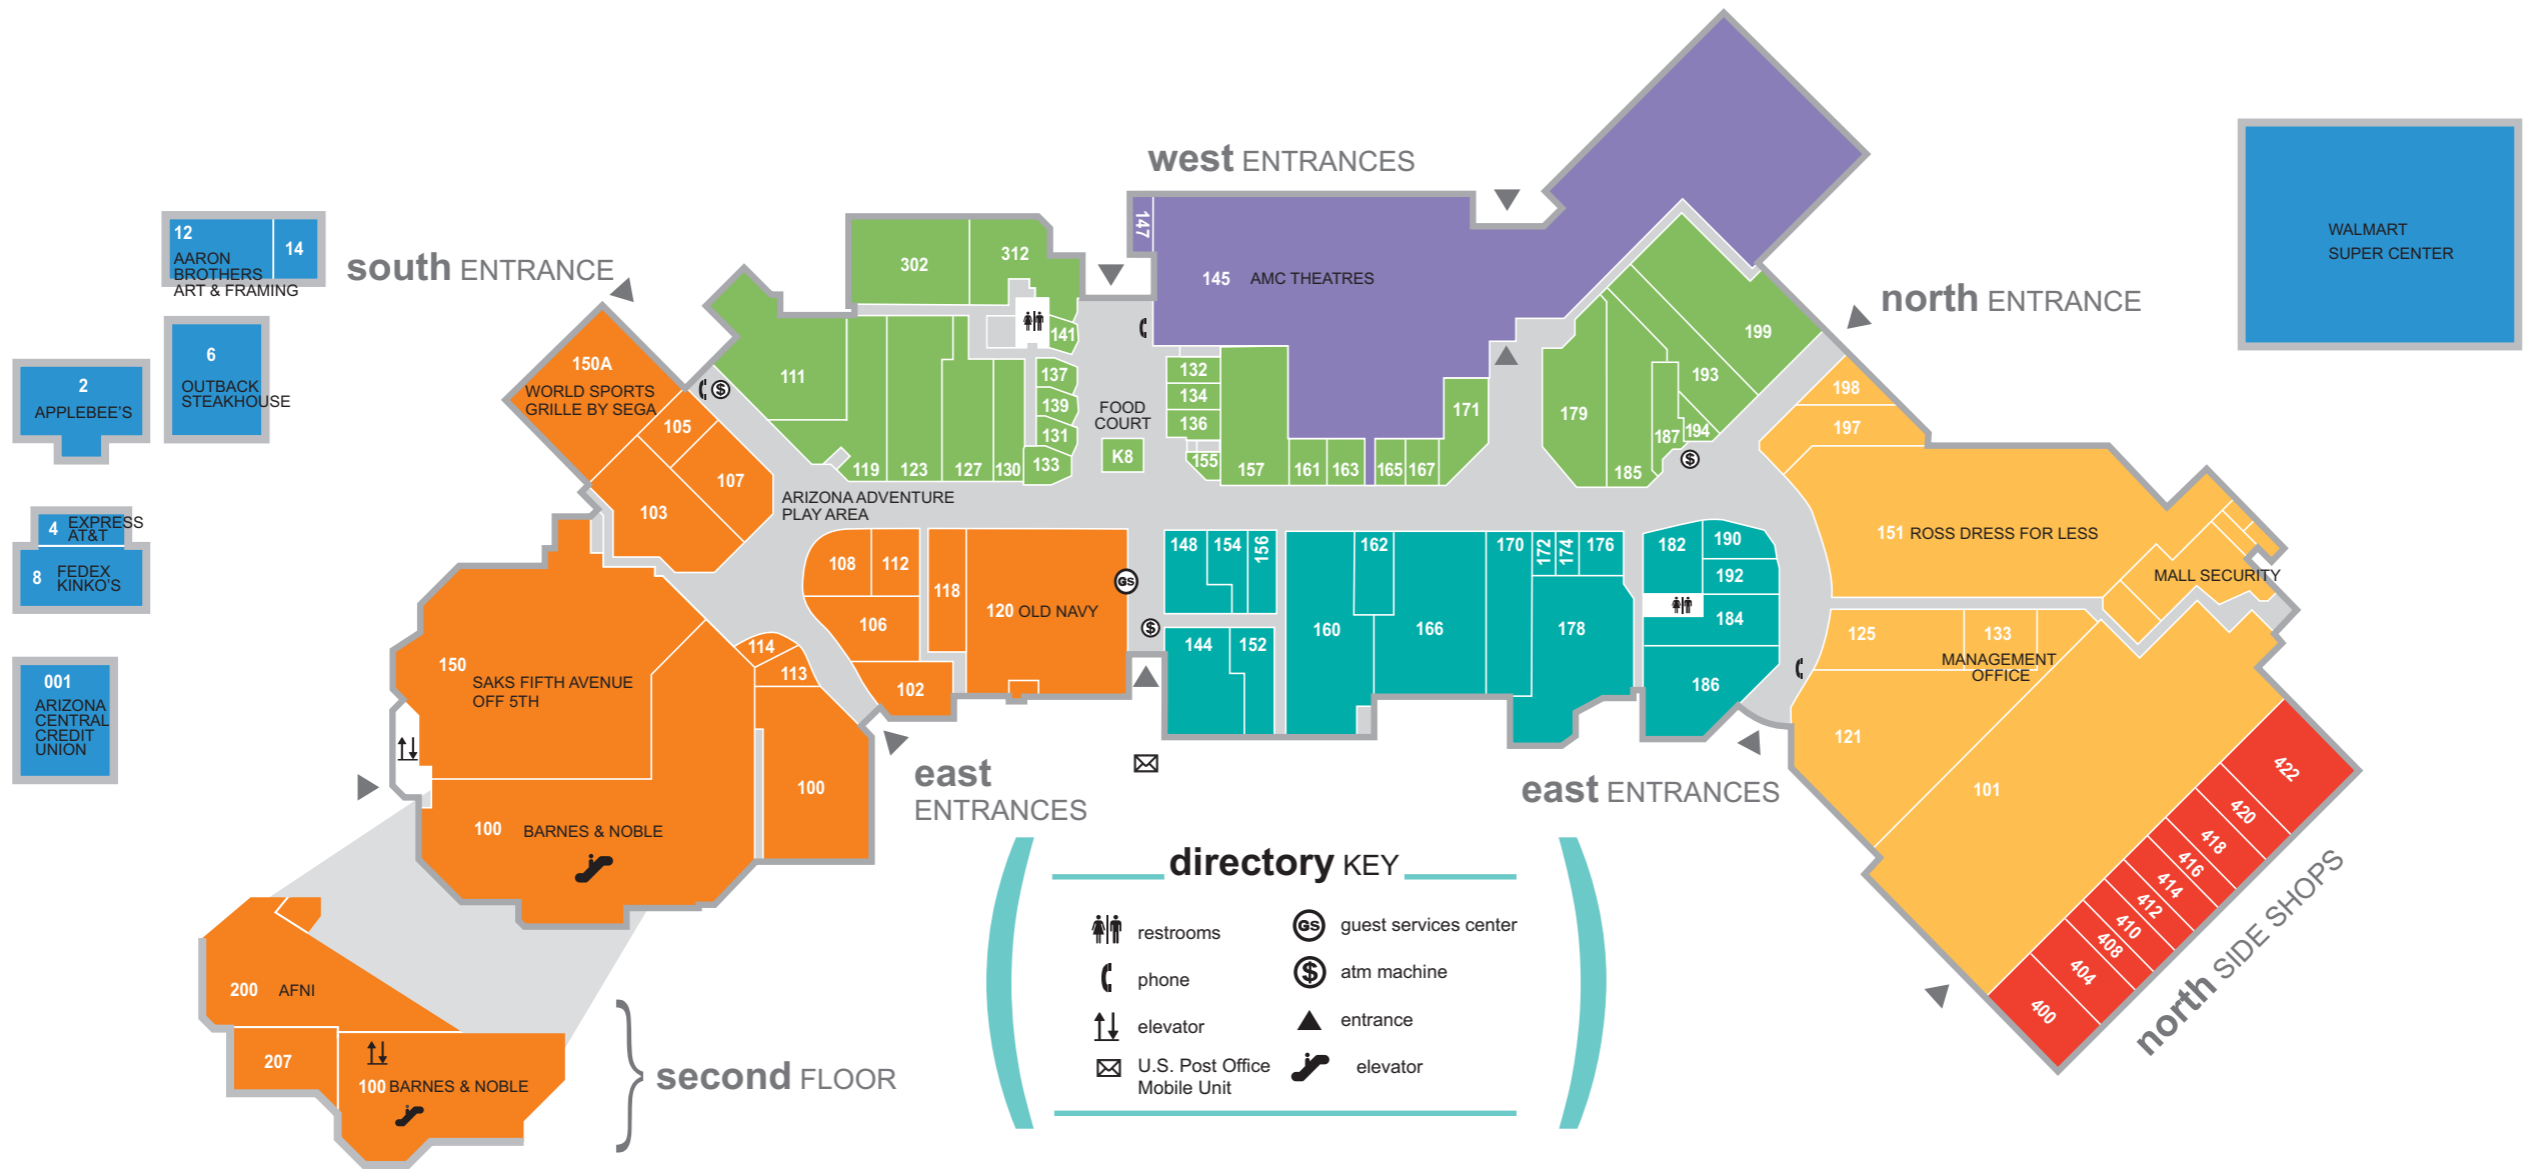 west ENTRANCES
147
145
AMC THEATRES
WALMART
SUPER CENTER
12
14
AARON
BROTHERS
ART & FRAMING
south ENTRANCE
302
312
141
north ENTRANCE
6
OUTBACK
STEAKHOUSE
2
APPLEBEE'S
150A
WORLD SPORTS
GRILLE BY SEGA
105
107
103
111
119
123
127
130
133
137
139
131
FOOD
COURT
K8
132
134
136
155
157
161
163
165
167
171
179
185
187
194
193
199
198
197
ARIZONA ADVENTURE
PLAY AREA
4
EXPRESS
AT&T
8
FEDEX
KINKO'S
001
ARIZONA
CENTRAL
CREDIT
UNION
108
112
106
118
120 OLD NAVY
GS
$
$
$
102
114
113
100
150
SAKS FIFTH AVENUE
OFF 5TH
100
BARNES & NOBLE
148
154
156
144
152
160
162
166
170
172
174
176
178
182
190
192
184
186
151 ROSS DRESS FOR LESS
MALL SECURITY
125
133
MANAGEMENT
OFFICE
121
101
422
420
418
416
414
412
410
408
404
400
north SIDE SHOPS
east
ENTRANCES
east ENTRANCES
200
AFNI
207
100 BARNES & NOBLE
second FLOOR
directory KEY
restrooms
phone
elevator
U.S. Post Office
Mobile Unit
GS
guest services center
$
atm machine
entrance
elevator